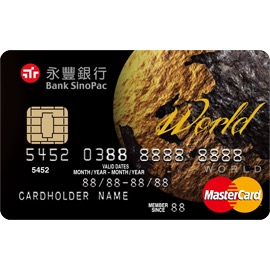 永豐銀行
Bank SinoPac
World
5452 0388 8888 8888
5452
VALID DATES
MONTH/YEAR - MONTH/YEAR
WORLD
88/88-88/88
CARDHOLDER NAME
MEMBER SINCE 88
MasterCard